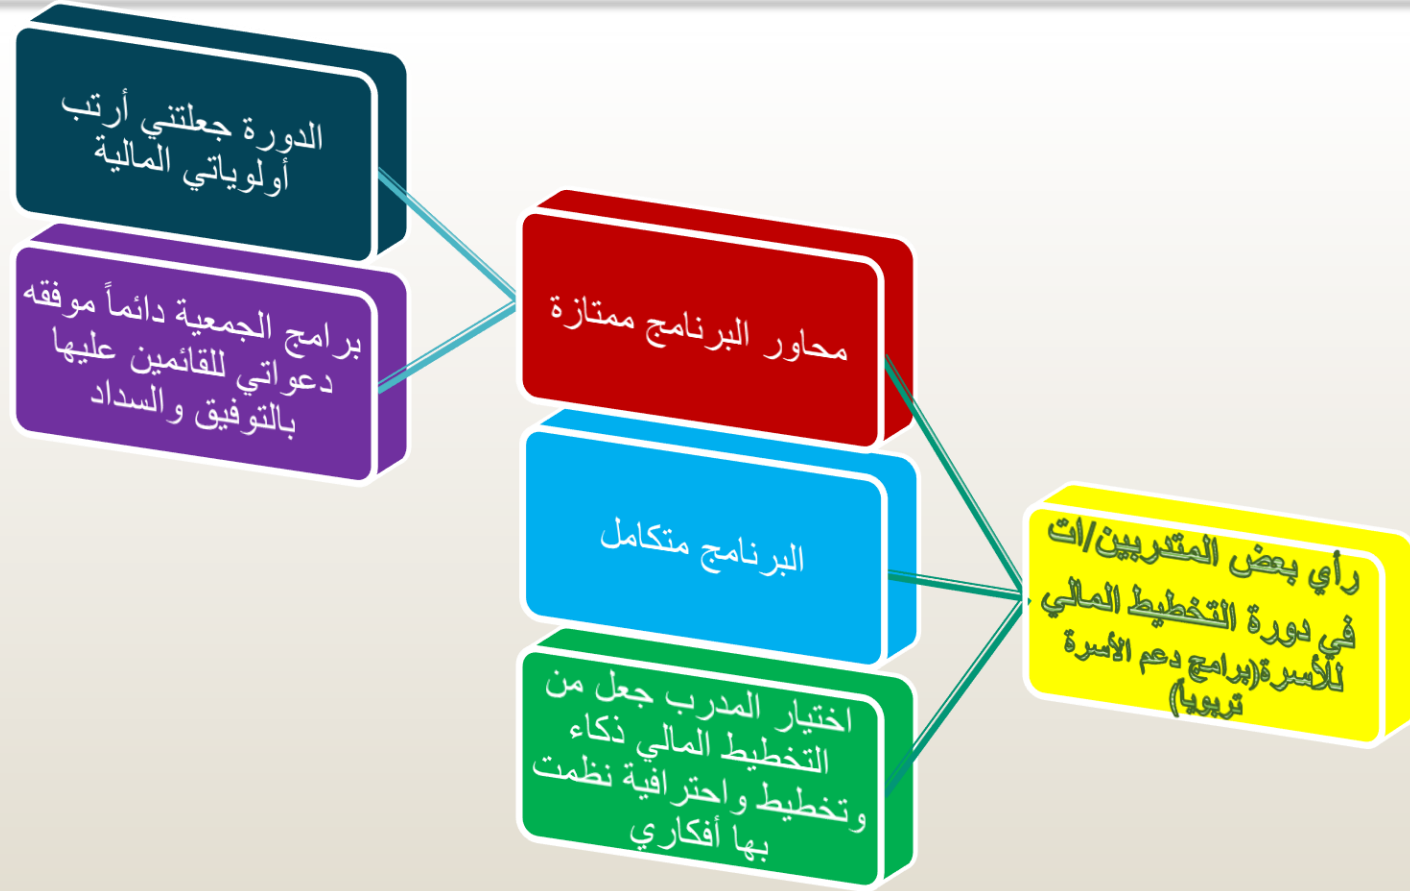 رأي بعض المتدربين/ات
في دورة التخطيط المالي
للأسرة(برامج دعم الأسرة
تربوياً)
محاور البرنامج ممتازة
الدورة جعلتني أرتب
أولوياتي المالية
برامج الجمعية دائماً موفقه
دعواتي للقائمين عليها
بالتوفيق والسداد
البرنامج متكامل
اختيار المدرب جعل من
التخطيط المالي ذكاء
وتخطيط واحترافية نظمت
بها أفكاري